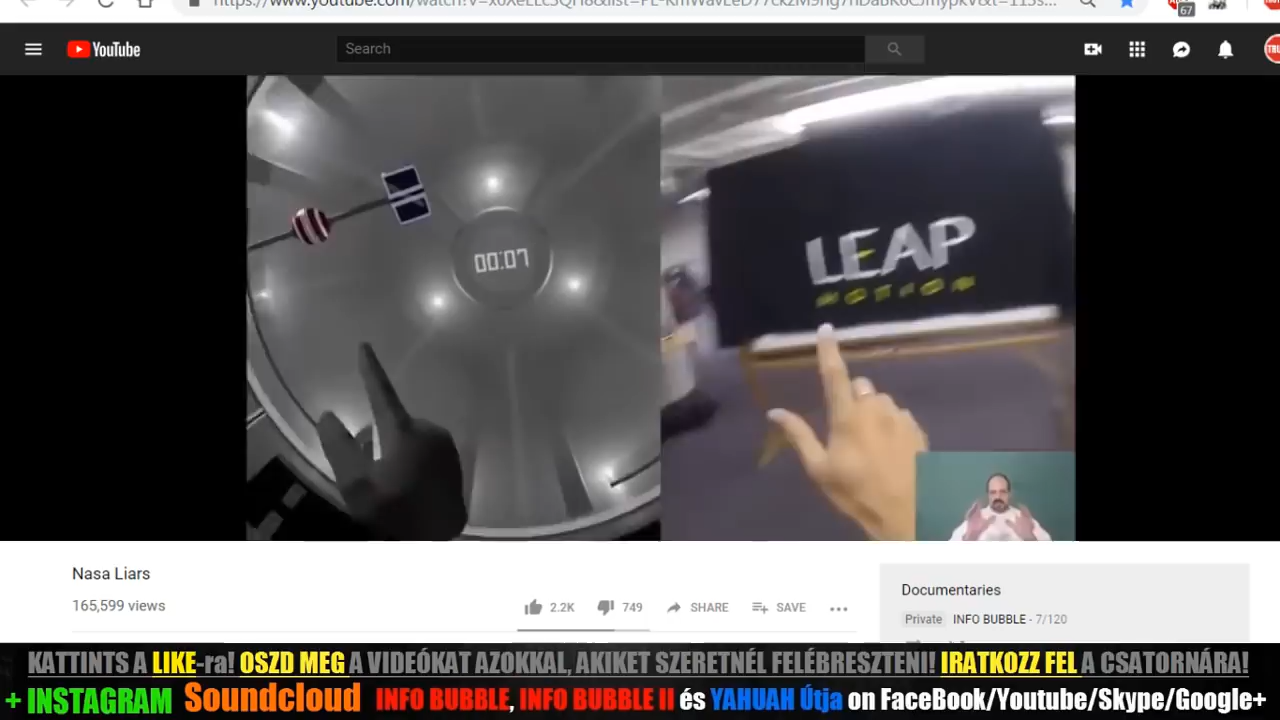 67
YouTube
Search
00:07
LEAP
MOTION
Nasa Liars
165,599 views
2.2K
749
SHARE
SAVE
Documentaries
Private INFO BUBBLE - 7/120
KATTINTS A LIKE-ra! OSZD MEG A VIDEÓKAT AZOKKAL, AKIKET SZERETNÉL FELÉBRESZTENI! IRATKOZZ FEL A CSATORNÁRA!
+ INSTAGRAM Soundcloud INFO BUBBLE, INFO BUBBLE II és YAHUAH Útja on FaceBook/Youtube/Skype/Google+